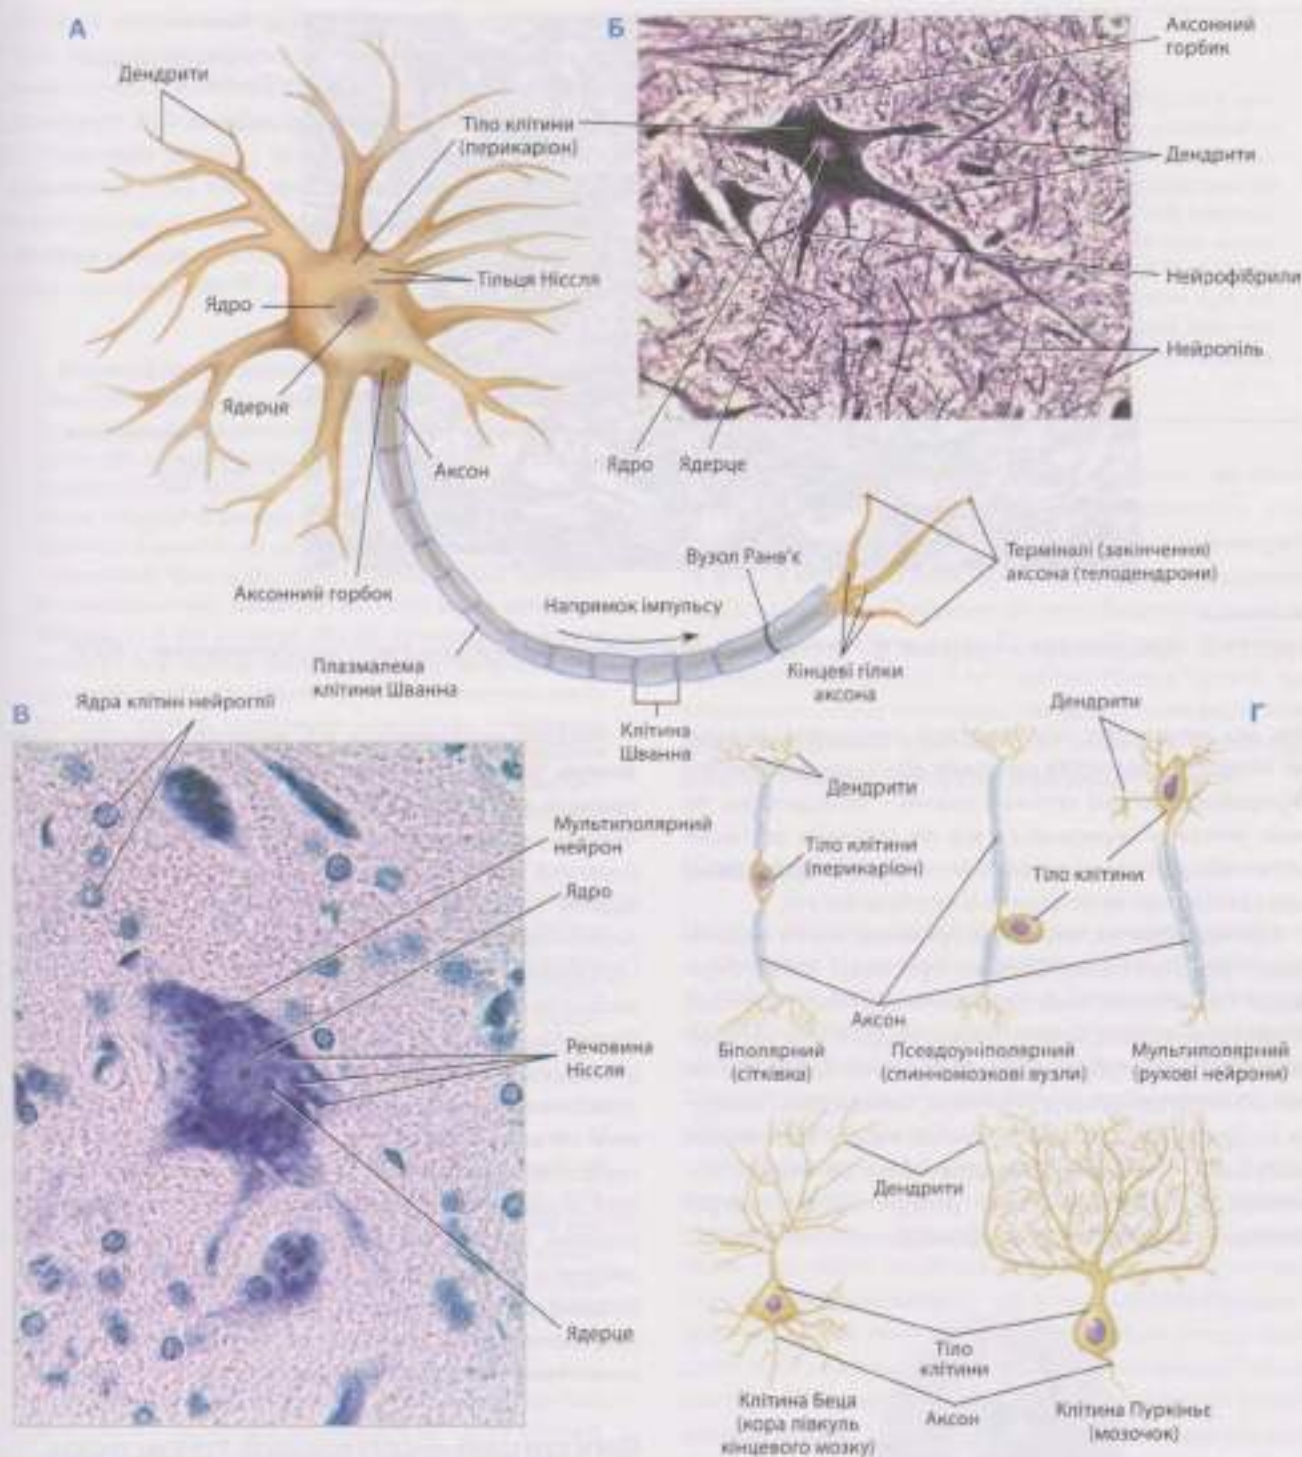 А
Дендрити
Тіло клітини
(перикаріон)
Тільця Ніссля
Ядро
Ядерце
Аксон
Аксонний горбок
Плазмалема
клітини Шванна
Напрямок імпульсу
Вузол Ранв'є
Клітина
Шванна
Кінцеві гілки
аксона
Терміналі (закінчення)
аксона (телодендрони)
Б
Аксонний
горбик
Дендрити
Нейрофібрили
Нейропіль
Ядро
Ядерце
В
Ядра клітин нейроглії
Мультиполярний
нейрон
Ядро
Речовина
Ніссля
Ядерце
Г
Дендрити
Дендрити
Тіло клітини
(перикаріон)
Тіло клітини
Аксон
Біполярний
(сітківка)
Псевдоуніполярний
(спинномозкові вузли)
Мультиполярний
(рухові нейрони)
Дендрити
Тіло
клітини
Аксон
Клітина Беца
(кора півкуль
кінцевого мозку)
Клітина Пуркіньє
(мозочок)